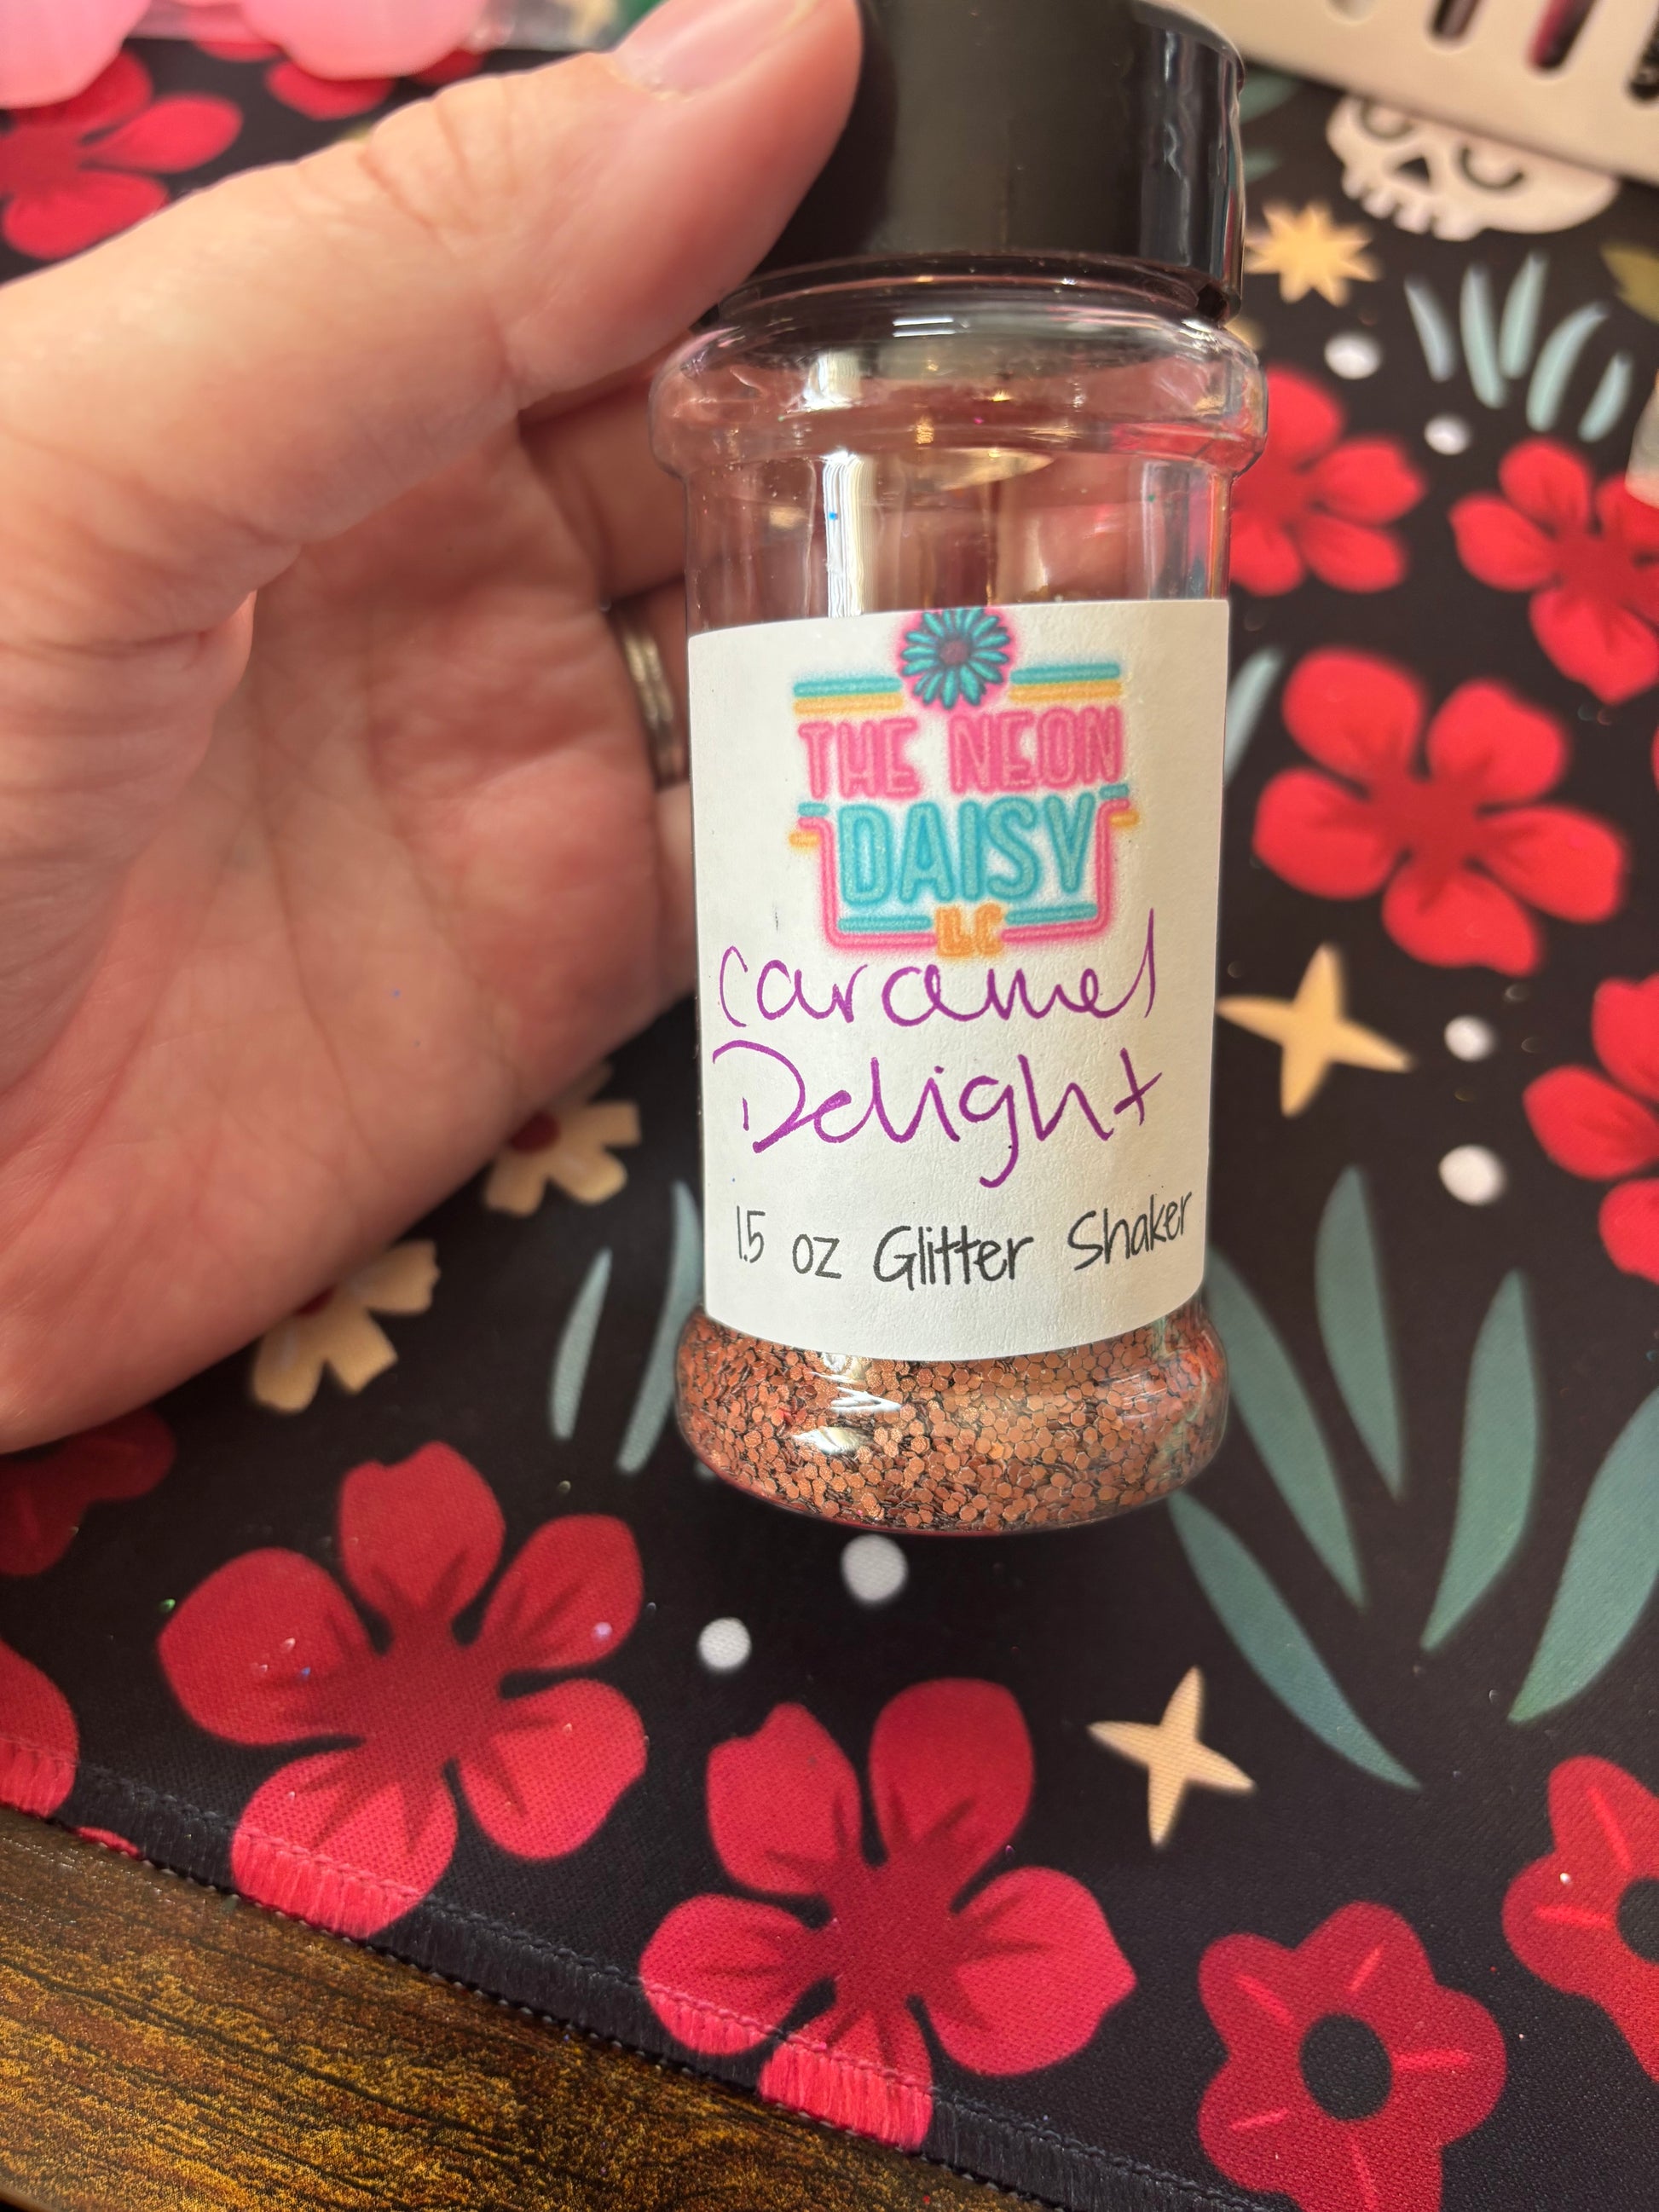 THE NEON
DAISY
LLC
Caramel
Delight
1.5 oz Glitter Shaker